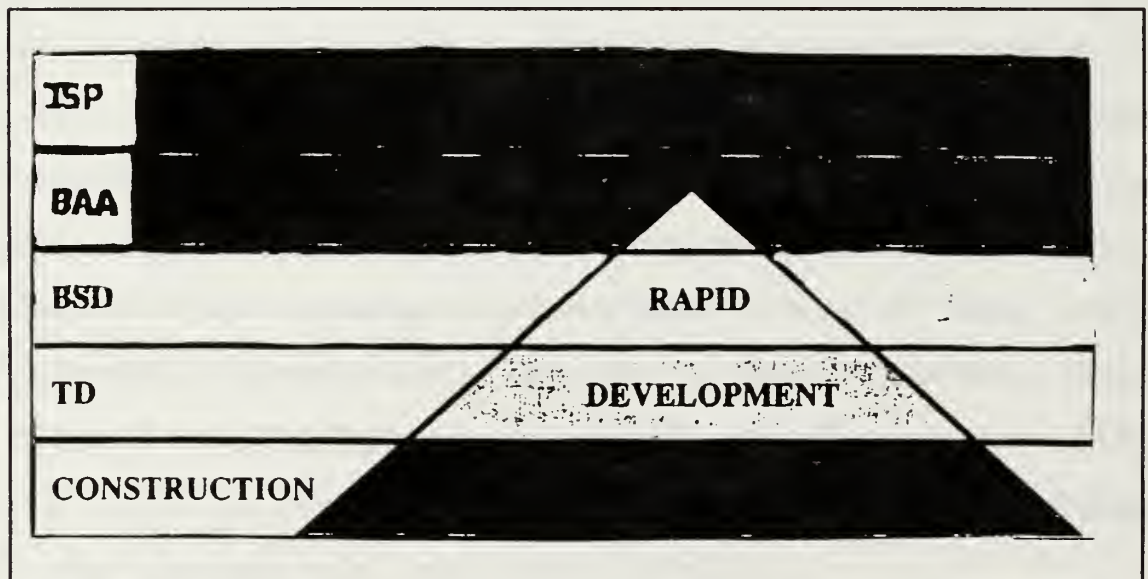 ISP
BAA
BSD
RAPID
TD
DEVELOPMENT
CONSTRUCTION